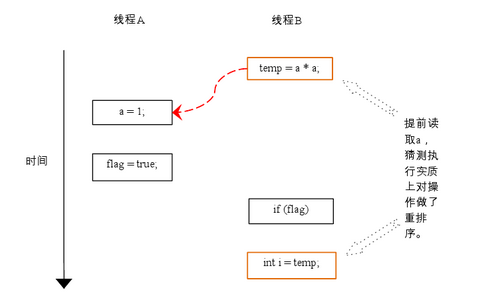 线程A
线程B
temp = a * a;
a = 1;
flag = true;
时间
if (flag)
int i = temp;
提前读
取a，
猜测执
行实质
上对操
作做了
重排
序。